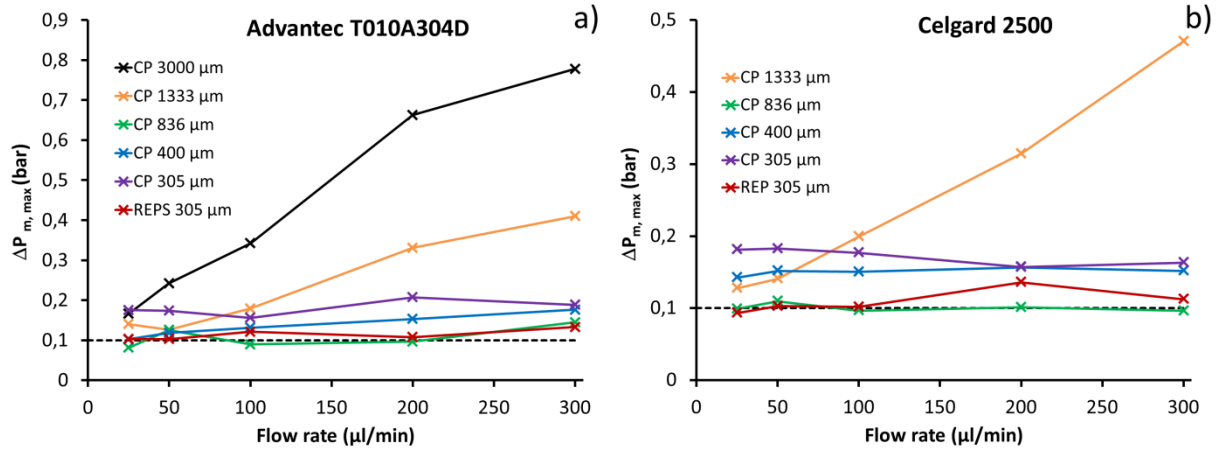 Advantec T010A304D
a)
0,9
0,8
0,7
0,6
0,5
0,4
0,3
0,2
0,1
0
ΔP m, max (bar)
CP 3000 µm
CP 1333 µm
CP 836 µm
CP 400 µm
CP 305 µm
REPS 305 µm
0 50 100 150 200 250 300
Flow rate (µl/min)
Celgard 2500
b)
0,5
0,4
0,3
0,2
0,1
0
ΔP m, max (bar)
CP 1333 µm
CP 836 µm
CP 400 µm
CP 305 µm
REP 305 µm
0 50 100 150 200 250 300
Flow rate (µl/min)